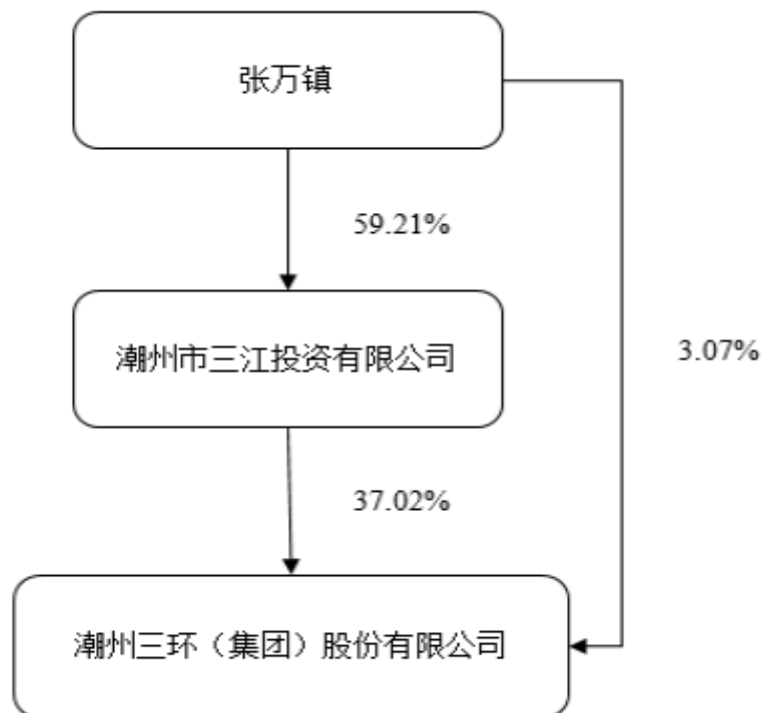 张万镇
59.21%
潮州市三江投资有限公司
3.07%
37.02%
潮州三环（集团）股份有限公司